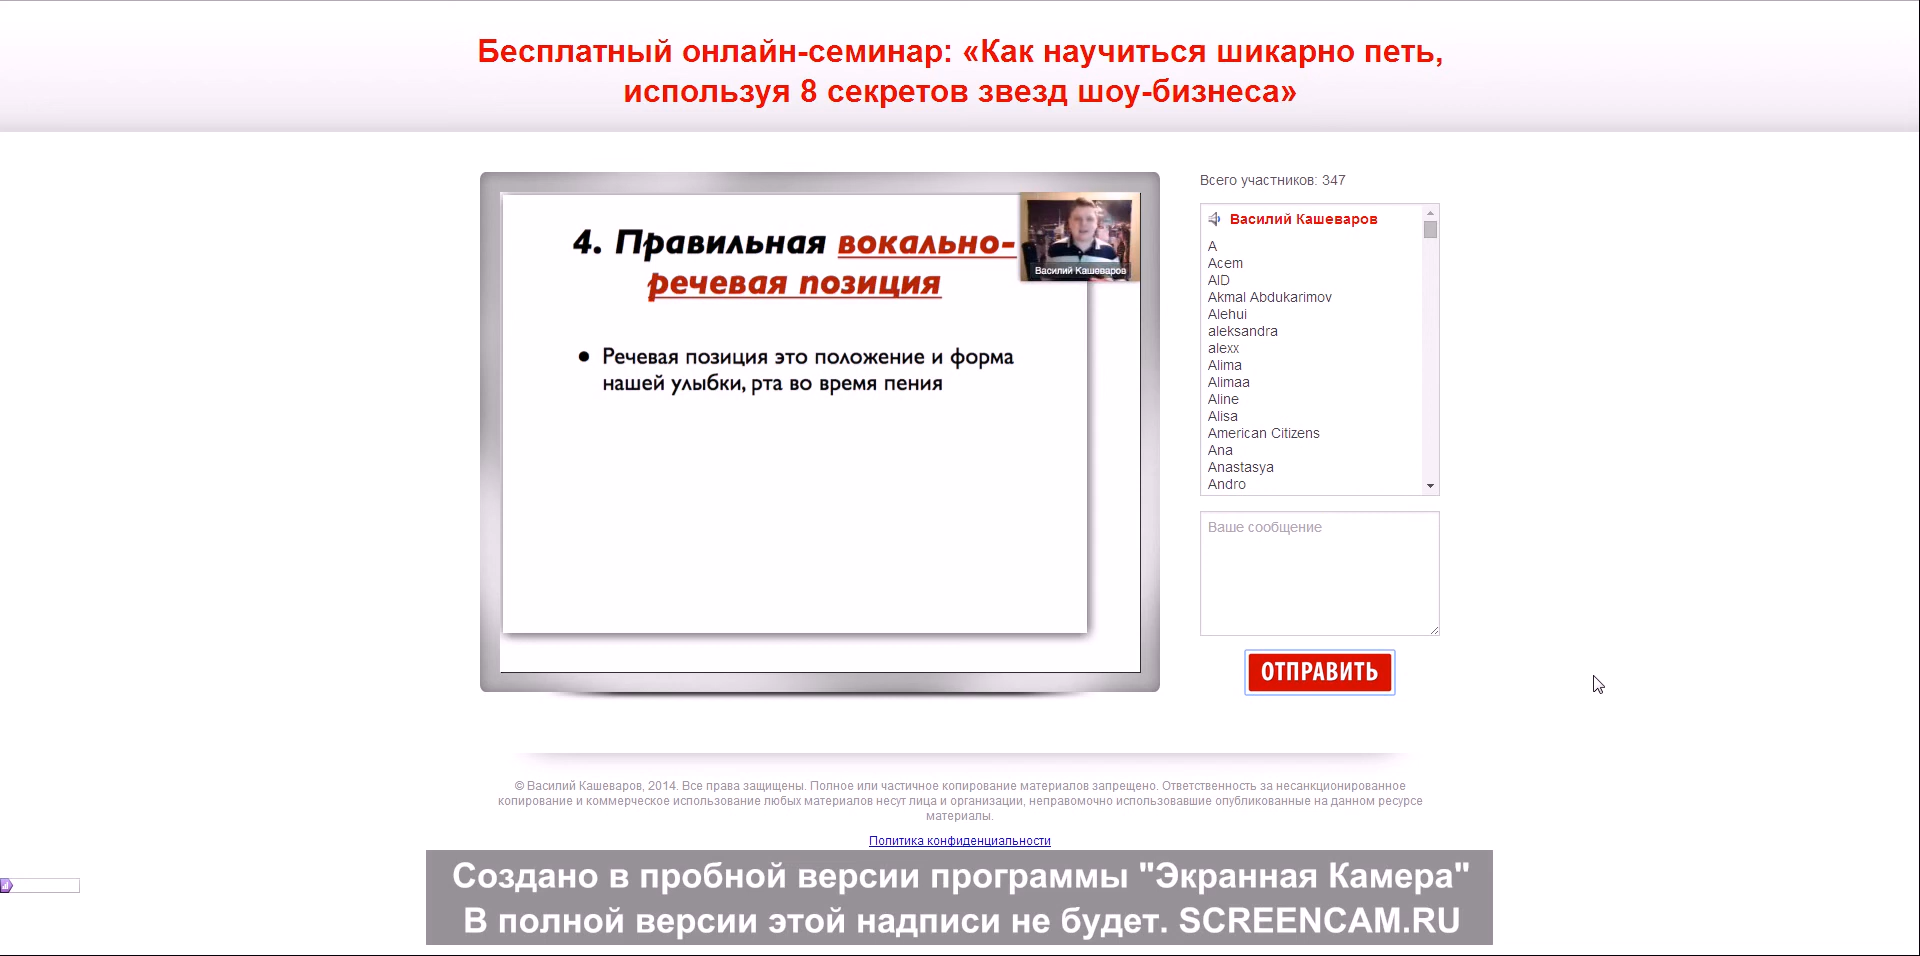 Бесплатный онлайн-семинар: «Как научиться шикарно петь,
используя 8 секретов звезд шоу-бизнеса»
4. Правильная вокально-
речевая позиция
● Речевая позиция это положение и форма
нашей улыбки, рта во время пения
Василий Кашеваров
Всего участников: 347
Василий Кашеваров
A
Acem
AID
Akmal Abdukarimov
Alehui
aleksandra
alexx
Alima
Alimaa
Aline
Alisa
American Citizens
Ana
Anastasya
Andro
Ваше сообщение
ОТПРАВИТЬ
© Василий Кашеваров, 2014. Все права защищены. Полное или частичное копирование материалов запрещено. Ответственность за несанкционированное
копирование и коммерческое использование любых материалов несут лица и организации, неправомочно использовавшие опубликованные на данном ресурсе
материалы.
Политика конфиденциальности
Создано в пробной версии программы "Экранная Камера"
В полной версии этой надписи не будет. SCREENCAM.RU